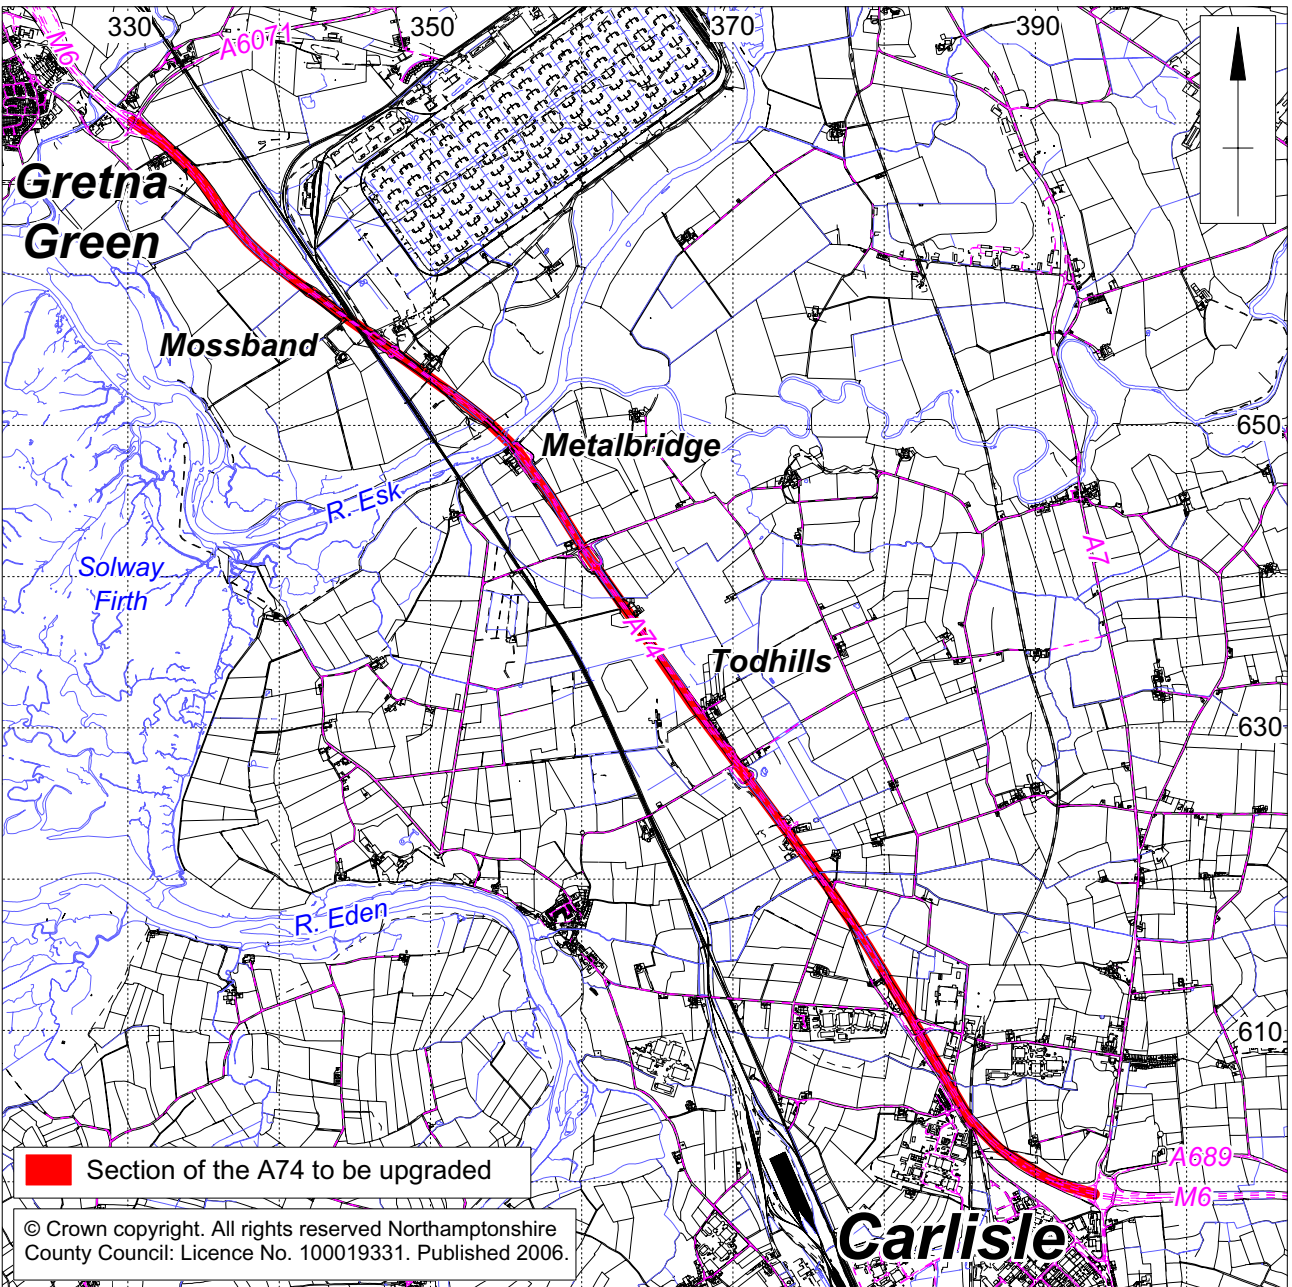 330
350
370
390
M6
A6071
Gretna
Green
Mossband
Metalbridge
650
R. Esk
A7
Solway
Firth
A74
Todhills
630
R. Eden
610
A689
M6
Section of the A74 to be upgraded
Carlisle
© Crown copyright. All rights reserved Northamptonshire
County Council: Licence No. 100019331. Published 2006.